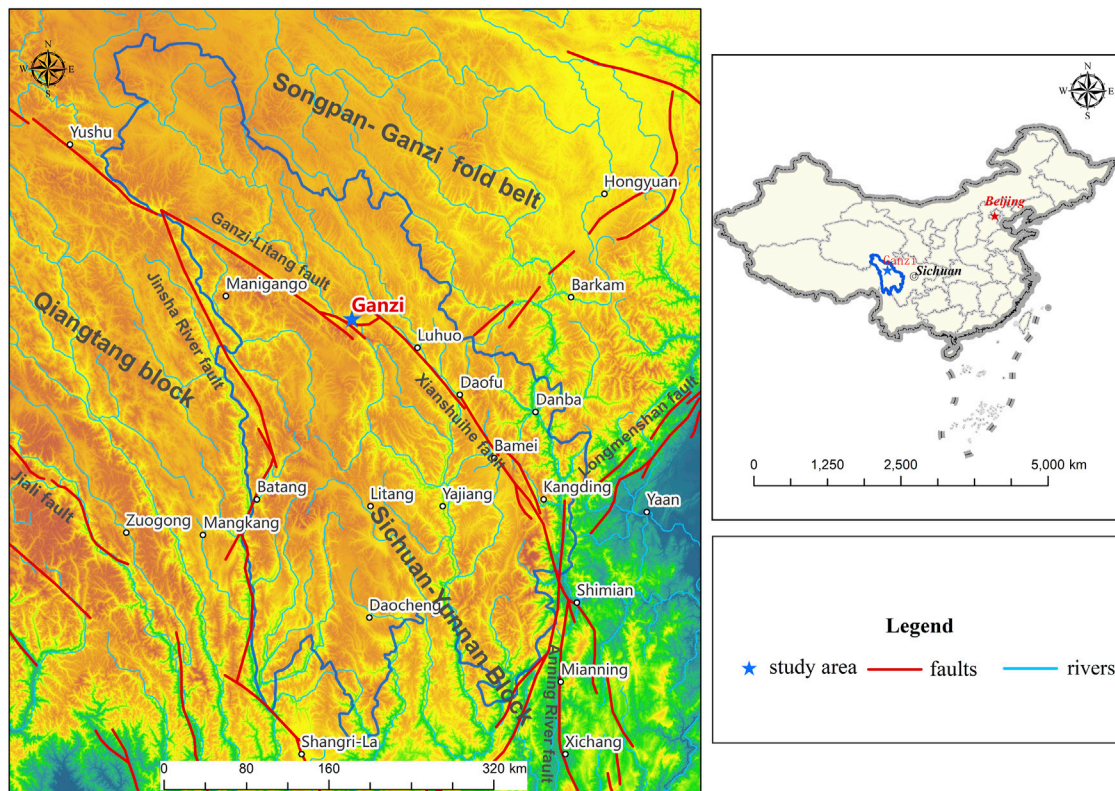 N
W E
S
Songpan- Ganzi fold belt
Yushu
Hongyuan
Ganzi-Litang fault
Jinsha River fault
Manigango
Barkam
Qiangtang block
Ganzi
Luhuo
Xianshuihe fault
Daofu
Danba
Longmenshan fault
Bamei
Jiali fault
Batang
Litang
Yajiang
Kangding
Yaan
Zuogong
Mangkang
Sichuan-Yunnan Block
Daocheng
Shimian
Mianning
Anning River fault
Shangri-La
Xichang
0 80 160 320 km
N
W E
S
Beijing
Ganzi
Sichuan
0 1,250 2,500 5,000 km
Legend
study area faults rivers